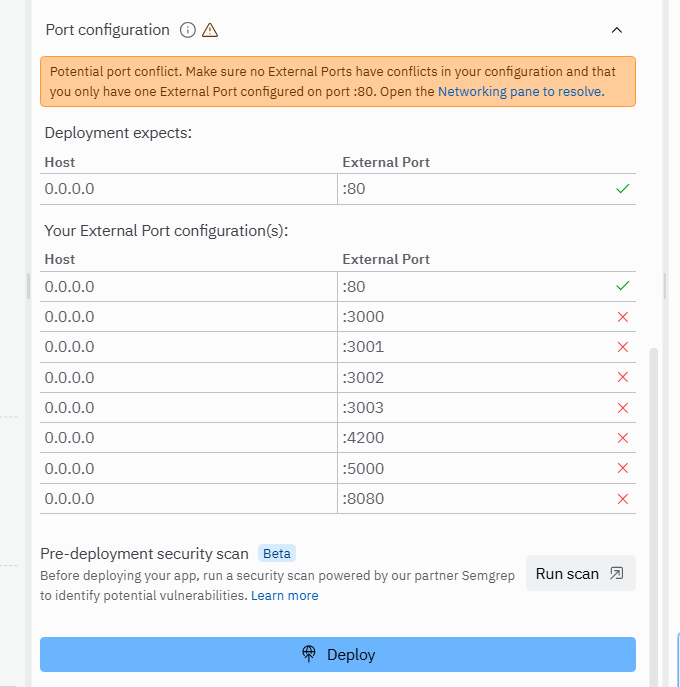 Port configuration
Potential port conflict. Make sure no External Ports have conflicts in your configuration and that
you only have one External Port configured on port :80. Open the Networking pane to resolve.
Deployment expects:
Host External Port
0.0.0.0 :80
Your External Port configuration(s):
Host External Port
0.0.0.0 :80
0.0.0.0 :3000
0.0.0.0 :3001
0.0.0.0 :3002
0.0.0.0 :3003
0.0.0.0 :4200
0.0.0.0 :5000
0.0.0.0 :8080
Pre-deployment security scan Beta
Before deploying your app, run a security scan powered by our partner Semgrep
to identify potential vulnerabilities. Learn more
Run scan
Deploy